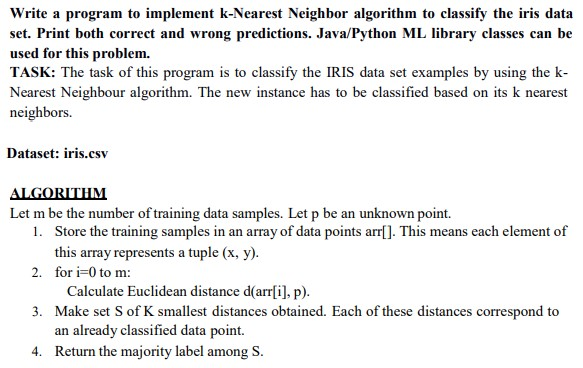 Write a program to implement k-Nearest Neighbor algorithm to classify the iris data
set. Print both correct and wrong predictions. Java/Python ML library classes can be
used for this problem.
TASK: The task of this program is to classify the IRIS data set examples by using the k-
Nearest Neighbour algorithm. The new instance has to be classified based on its k nearest
neighbors.
Dataset: iris.csv
ALGORITHM
Let m be the number of training data samples. Let p be an unknown point.
1. Store the training samples in an array of data points arr[]. This means each element of
this array represents a tuple (x, y).
2. for i=0 to m:
Calculate Euclidean distance d(arr[i], p).
3. Make set S of K smallest distances obtained. Each of these distances correspond to
an already classified data point.
4. Return the majority label among S.